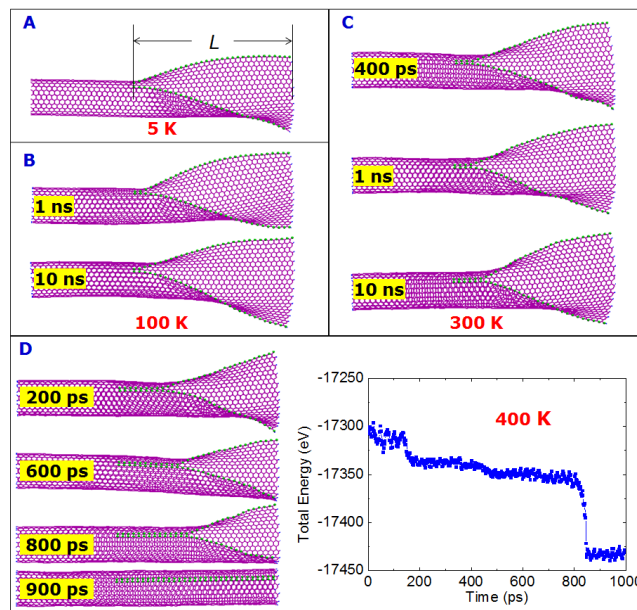 A
L
5 K
B
1 ns
10 ns
100 K
C
400 ps
1 ns
10 ns
300 K
D
200 ps
600 ps
800 ps
900 ps
400 K
Total Energy (eV)
-17250
-17300
-17350
-17400
-17450
0 200 400 600 800 1000
Time (ps)